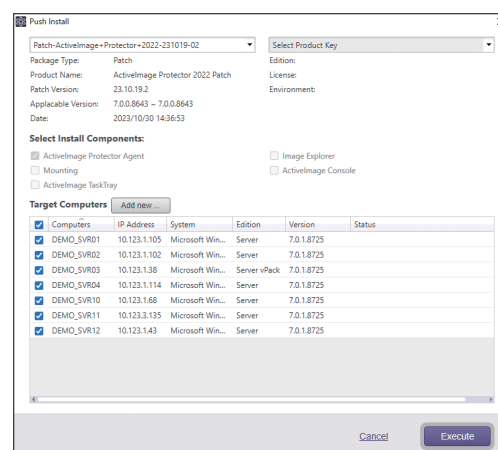 Push Install
Patch-ActiveImage+Protector+2022-231019-02 Select Product Key
Package Type: Patch Edition:
Product Name: ActiveImage Protector 2022 Patch License:
Patch Version: 23.10.19.2 Environment:
Applacable Version: 7.0.0.8643 ~ 7.0.0.8643
Date: 2023/10/30 14:36:53
Select Install Components:
ActiveImage Protector Agent Image Explorer
Mounting ActiveImage Console
ActiveImage TaskTray
Target Computers Add new ...
Computers IP Address System Edition Version Status
DEMO_SVR01 10.123.1.105 Microsoft Win... Server 7.0.1.8725
DEMO_SVR02 10.123.1.102 Microsoft Win... Server 7.0.1.8725
DEMO_SVR03 10.123.1.38 Microsoft Win... Server vPack 7.0.1.8725
DEMO_SVR04 10.123.1.114 Microsoft Win... Server 7.0.1.8725
DEMO_SVR10 10.123.1.68 Microsoft Win... Server 7.0.1.8725
DEMO_SVR11 10.123.3.135 Microsoft Win... Server 7.0.1.8725
DEMO_SVR12 10.123.1.43 Microsoft Win... Server 7.0.1.8725
Cancel Execute